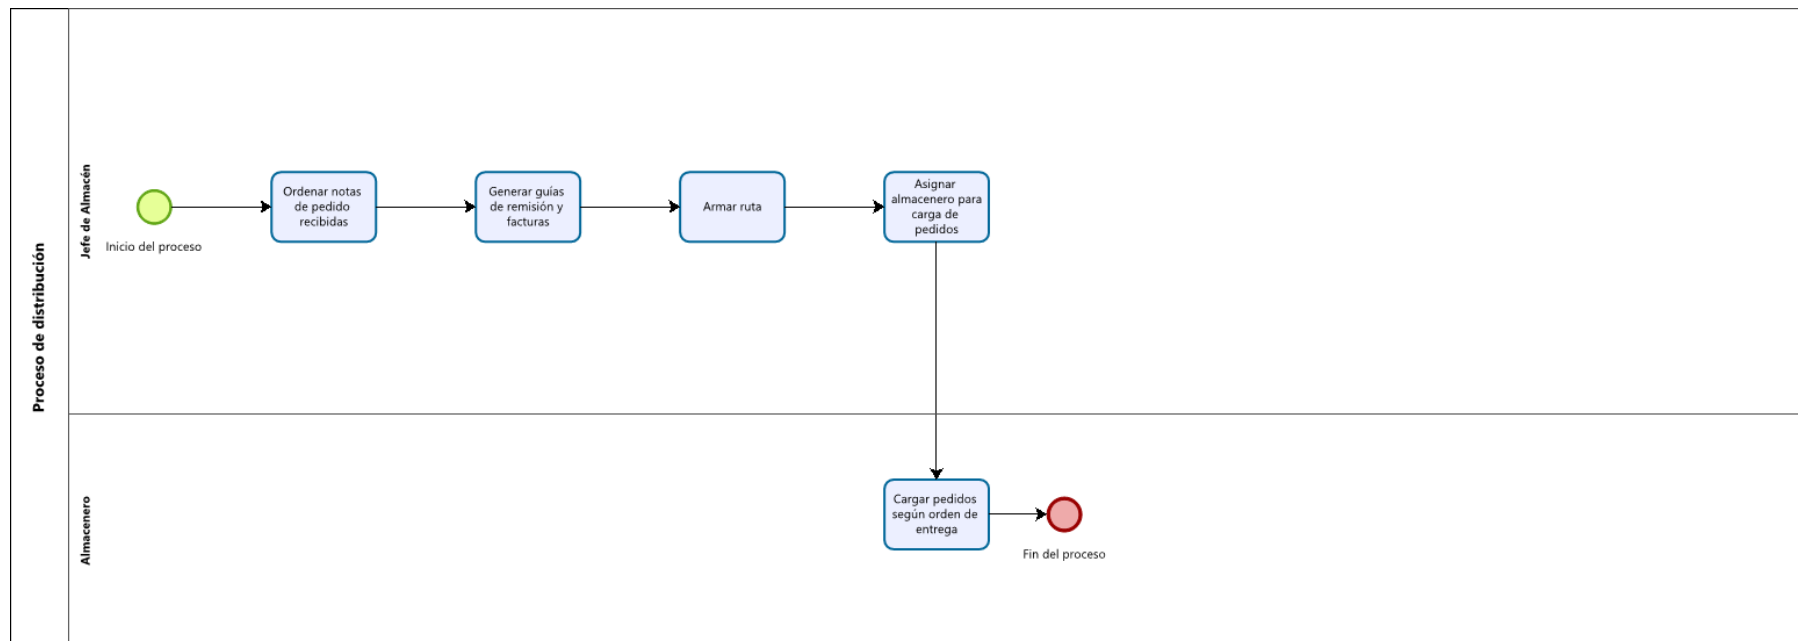 Proceso de distribución
Jefe de Almacén
Inicio del proceso
Ordenar notas
de pedido
recibidas
Generar guías
de remisión y
facturas
Armar ruta
Asignar
almacenero para
carga de
pedidos
Almacenero
Cargar pedidos
según orden de
entrega
Fin del proceso